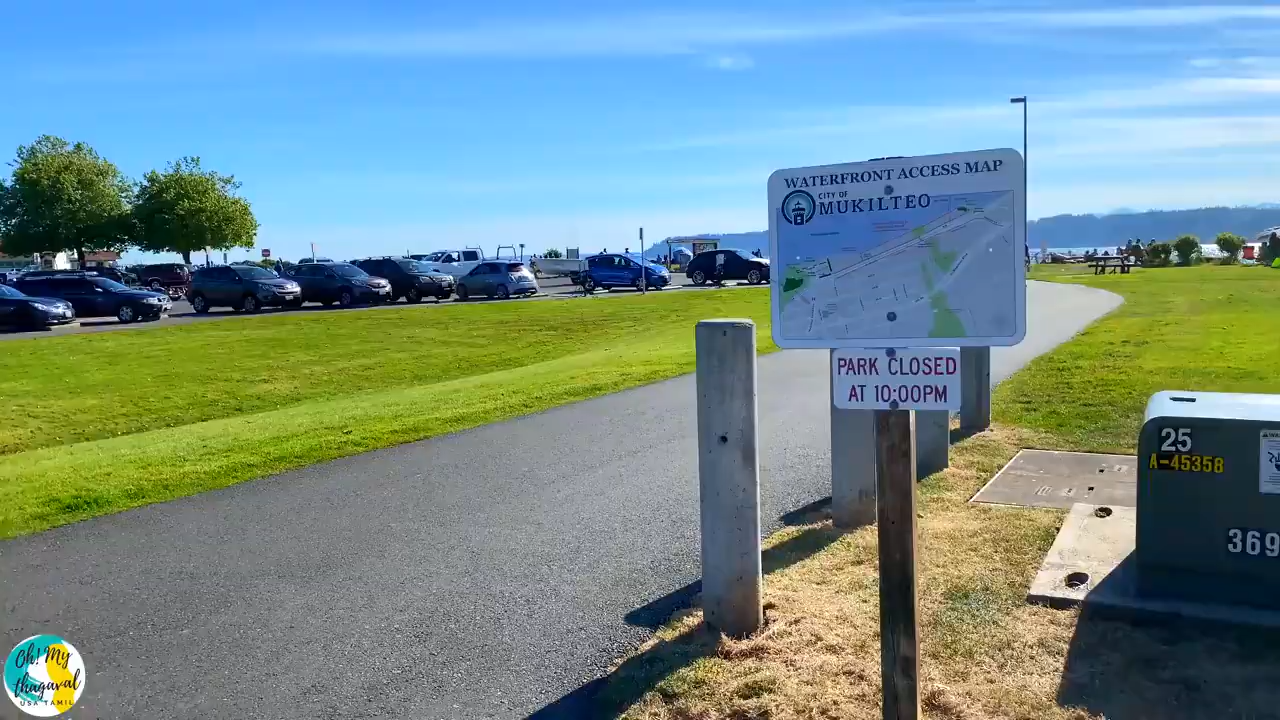 WATERFRONT ACCESS MAP
CITY OF
MUKILTEO
PARK CLOSED
AT 10:00PM
25
A-45358
369
Oh! My
thagaval
USA TAMIL